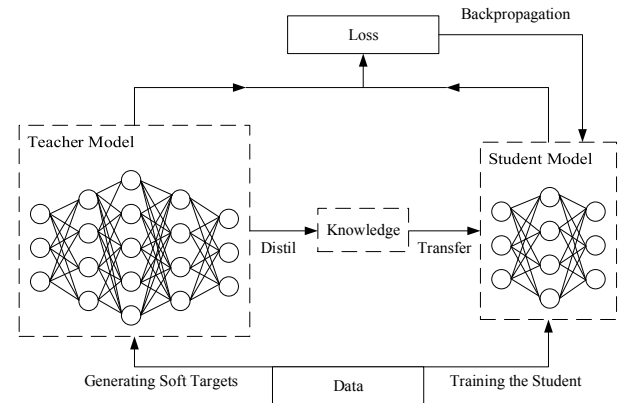 Backpropagation
Loss
Teacher Model
Student Model
Knowledge
Distil
Transfer
Generating Soft Targets
Data
Training the Student